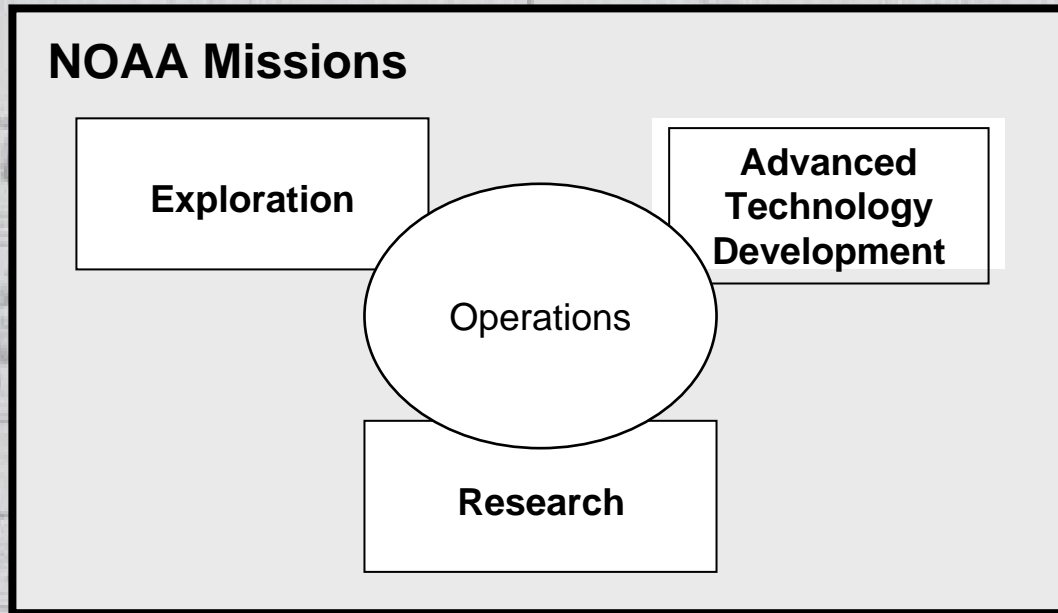 NOAA Missions
Exploration
Advanced
Technology
Development
Operations
Research